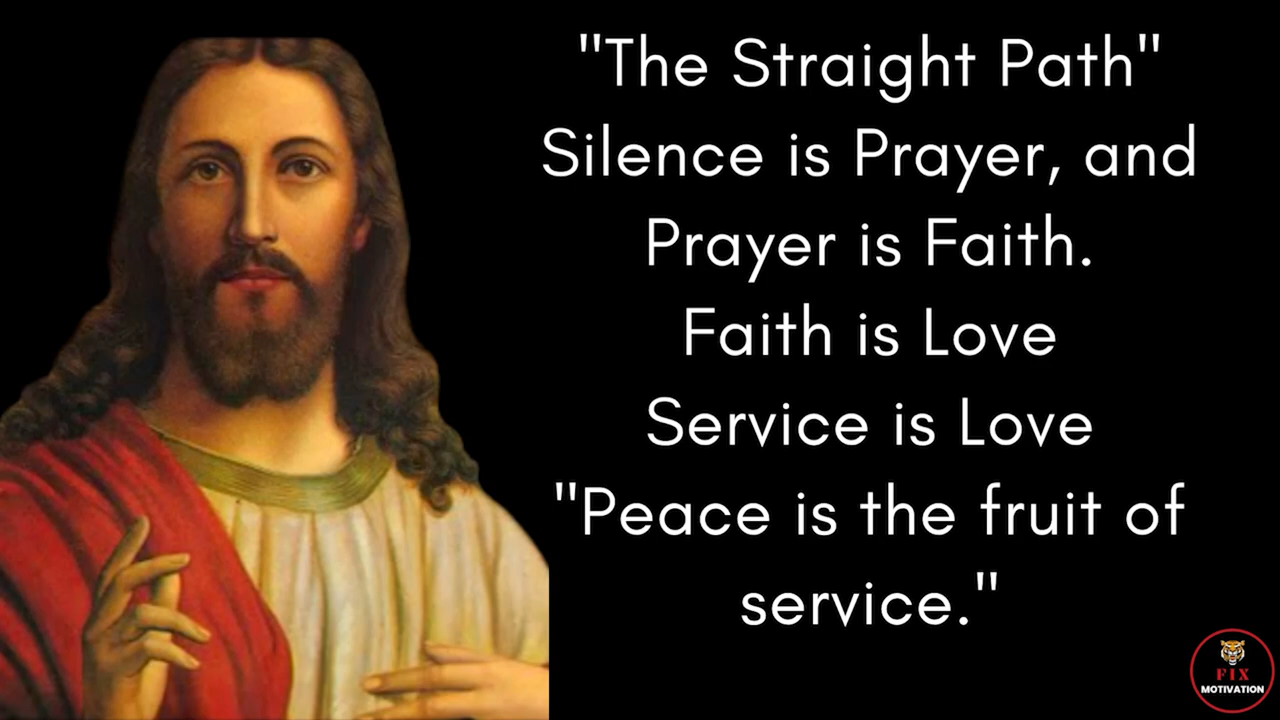 "The Straight Path"
Silence is Prayer, and
Prayer is Faith.
Faith is Love
Service is Love
"Peace is the fruit of
service."
FIX
MOTIVATION